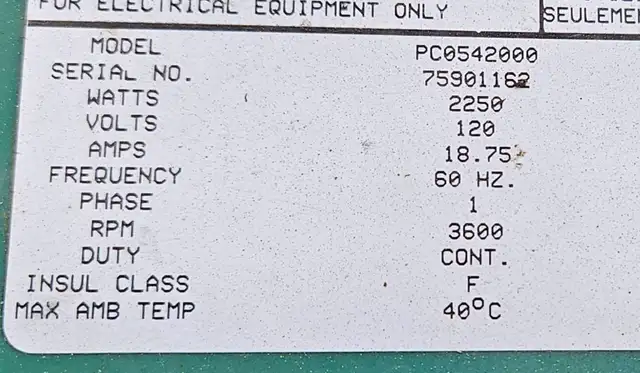 FOR ELECTRICAL EQUIPMENT ONLY
MODEL PC0542000
SERIAL NO. 75901162
WATTS 2250
VOLTS 120
AMPS 18.75
FREQUENCY 60 HZ.
PHASE 1
RPM 3600
DUTY CONT.
INSUL CLASS F
MAX AMB TEMP 40°C